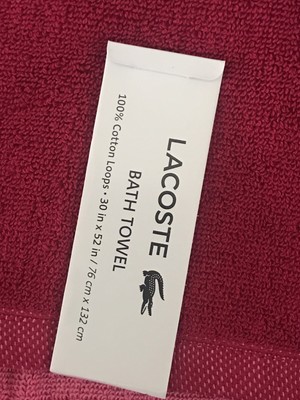 LACOSTE
BATH TOWEL
100% Cotton Loops • 30 in x 52 in / 76 cm x 132 cm